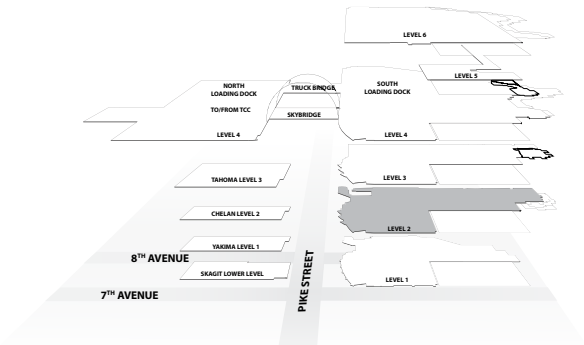 LEVEL 6
LEVEL 5
NORTH
LOADING DOCK
TO/FROM TCC
LEVEL 4
TRUCK BRIDGE
SKYBRIDGE
SOUTH
LOADING DOCK
LEVEL 4
TAHOMA LEVEL 3
LEVEL 3
CHELAN LEVEL 2
LEVEL 2
YAKIMA LEVEL 1
8TH AVENUE
SKAGIT LOWER LEVEL
LEVEL 1
7TH AVENUE
PIKE STREET